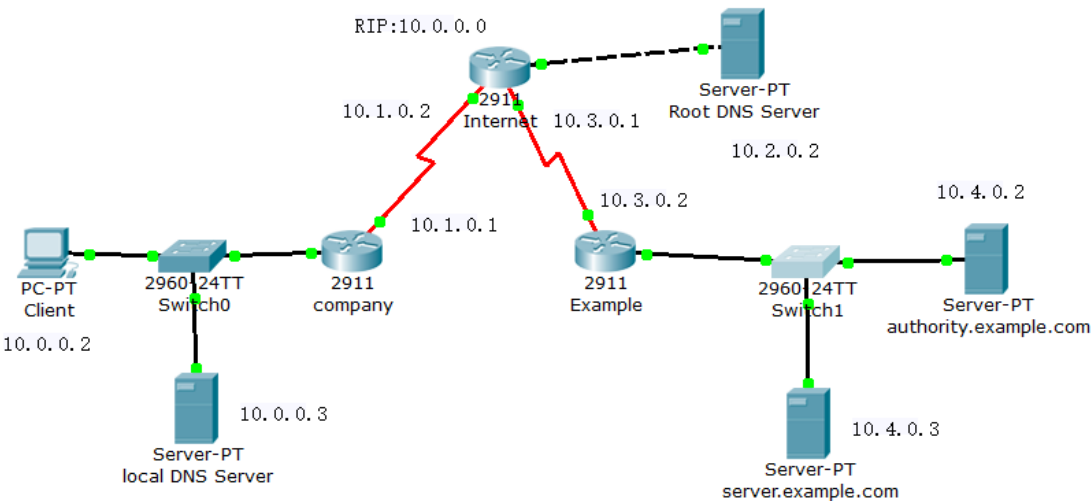 RIP:10.0.0.0
2911
Internet
Server-PT
Root DNS Server
10.1.0.2
10.3.0.1
10.2.0.2
10.4.0.2
10.3.0.2
10.1.0.1
PC-PT
Client
2960-24TT
Switch0
2911
company
2911
Example
2960-24TT
Switch1
Server-PT
authority.example.com
10.0.0.2
10.0.0.3
10.4.0.3
Server-PT
local DNS Server
Server-PT
server.example.com